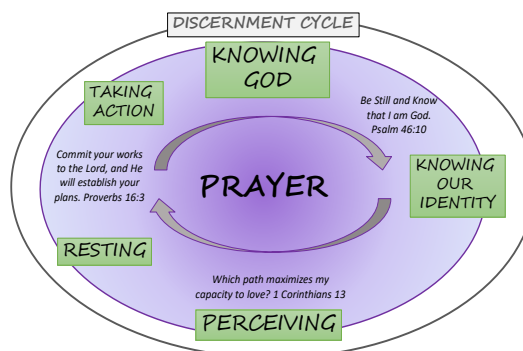 DISCERNMENT CYCLE
KNOWING
GOD
TAKING
ACTION
Be Still and Know
that I am God.
Psalm 46:10
Commit your works
to the Lord, and He
will establish your
plans. Proverbs 16:3
PRAYER
KNOWING
OUR
IDENTITY
RESTING
Which path maximizes my
capacity to love? 1 Corinthians 13
PERCEIVING